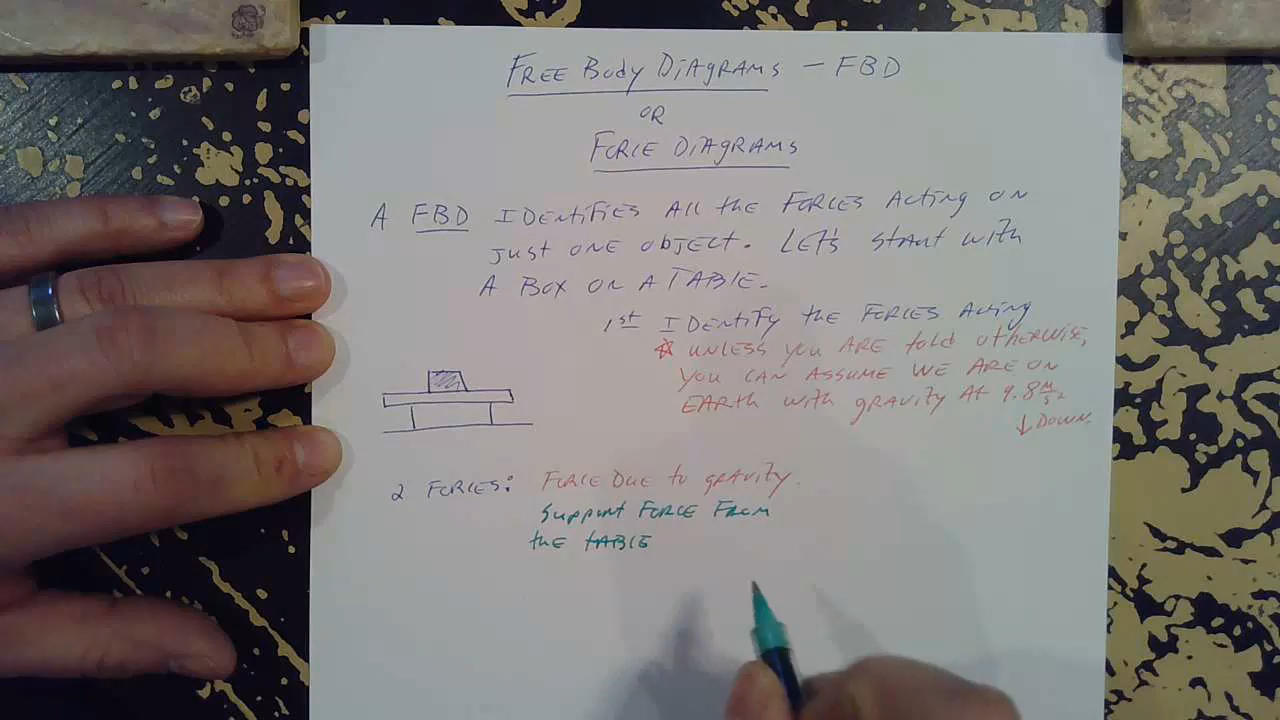 FREE BODY DIAGRAMS - FBD
OR
FORCE DIAGRAMS
A FBD IDENTIFIES ALL the FORCES ACTING ON
just ONE object. LET'S START with
A BOX ON A TABLE.
1st IDENTIFY the FORCES ACTING
☆ UNLESS YOU ARE told OTHERWISE,
YOU CAN ASSUME WE ARE ON
EARTH with gravity At 9.8 m/s²
↓ DOWN.
2 FORCES: FORCE DUE to gravity.
Support FORCE FROM
the tABLE